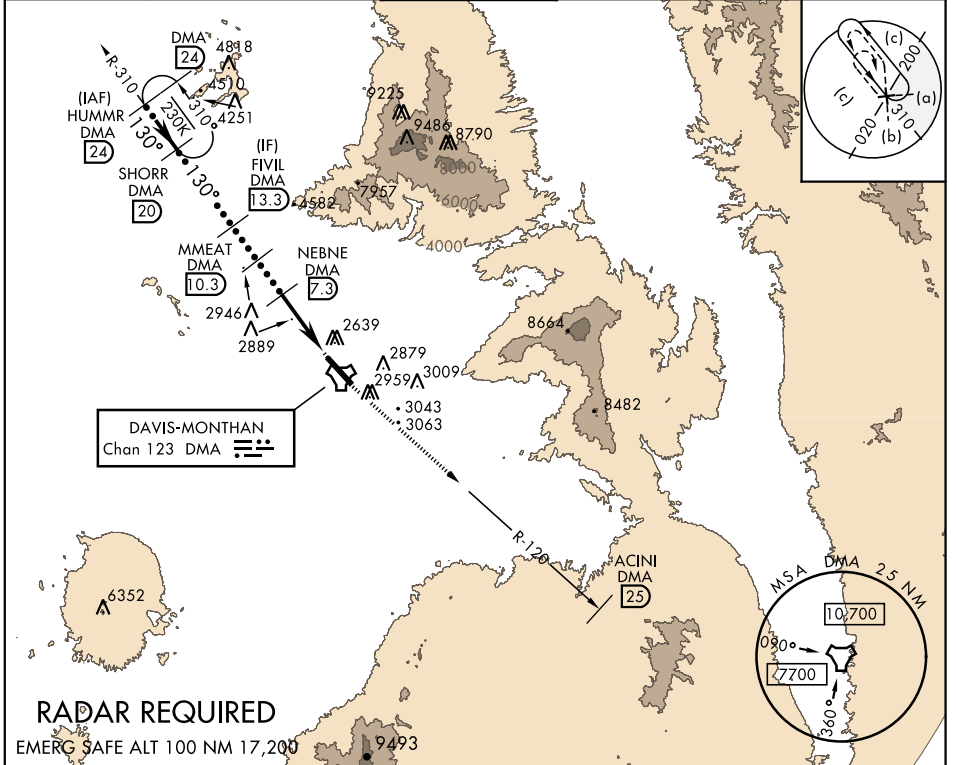 DMA
24
4818
4510
4251
R-310
(IAF)
HUMMR
DMA
24
130°
230K
310°
SHORR
DMA
20
130°
(IF)
FIVIL
DMA
13.3
4582
9225
9486
8790
7957
8000
6000
4000
MMEAT
DMA
10.3
NEBNE
DMA
7.3
2946
2889
2639
2879
2959
3009
3043
3063
8664
8482
DAVIS-MONTHAN
Chan 123 DMA
R-120
ACINI
DMA
25
6352
9493
RADAR REQUIRED
EMERG SAFE ALT 100 NM 17,200
(c)
200
(a)
(c)
310
020
(b)
MSA DMA 25 NM
10,700
090°
7700
360°